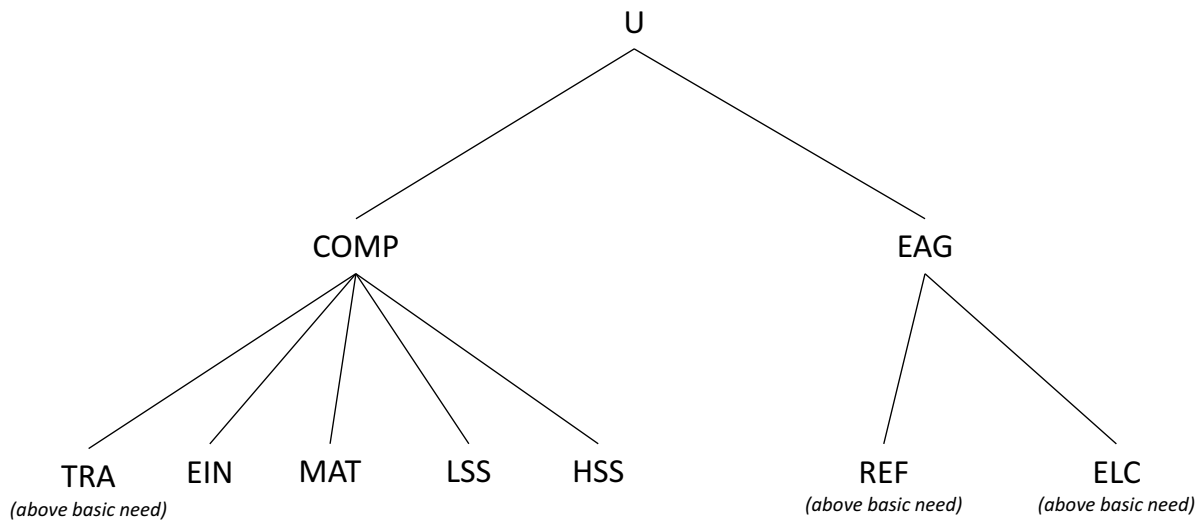 U
COMP
EAG
TRA
EIN
MAT
LSS
HSS
REF
ELC
(above basic need)
(above basic need)
(above basic need)